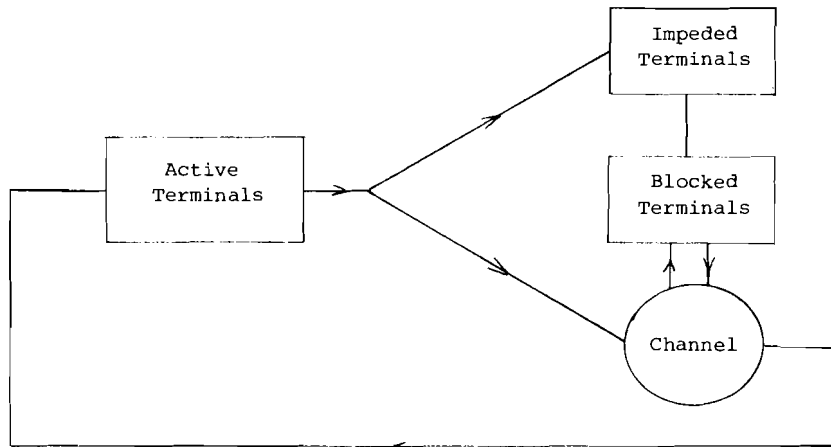 Impeded
Terminals
Active
Terminals
Blocked
Terminals
Channel